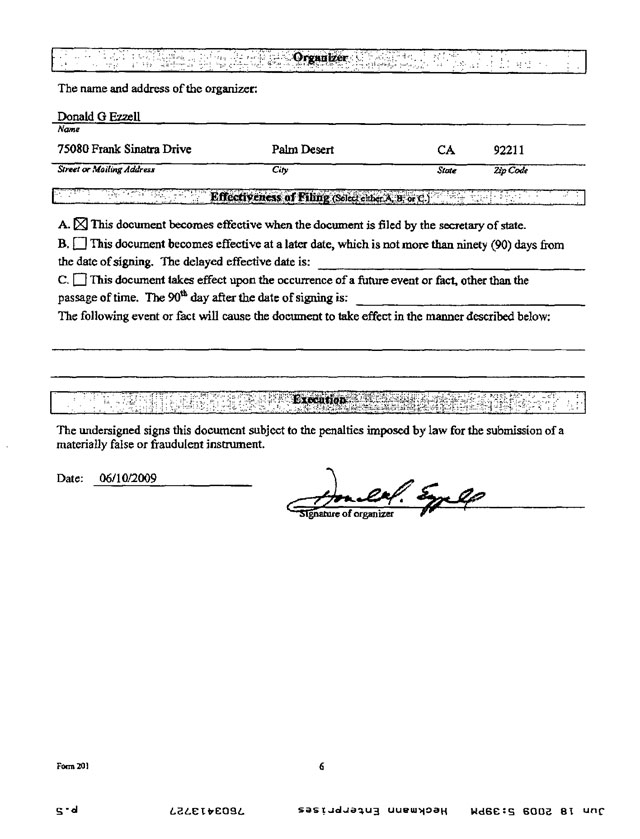 Organizer
The name and address of the organizer:
Donald G Ezzell
Name
75080 Frank Sinatra Drive Palm Desert CA 92211
Street or Mailing Address City State Zip Code
Effectiveness of Filing (Select either A, B, or C.)
A. ☒ This document becomes effective when the document is filed by the secretary of state.
B. ☐ This document becomes effective at a later date, which is not more than ninety (90) days from
the date of signing. The delayed effective date is:
C. ☐ This document takes effect upon the occurrence of a future event or fact, other than the
passage of time. The 90th day after the date of signing is:
The following event or fact will cause the document to take effect in the manner described below:
Execution
The undersigned signs this document subject to the penalties imposed by law for the submission of a
materially false or fraudulent instrument.
Date: 06/10/2009
Donald G. Ezzell
Signature of organizer
Form 201 6
Jun 18 2009 5:39PM Heckmann Enterprises 7603413727 p.5